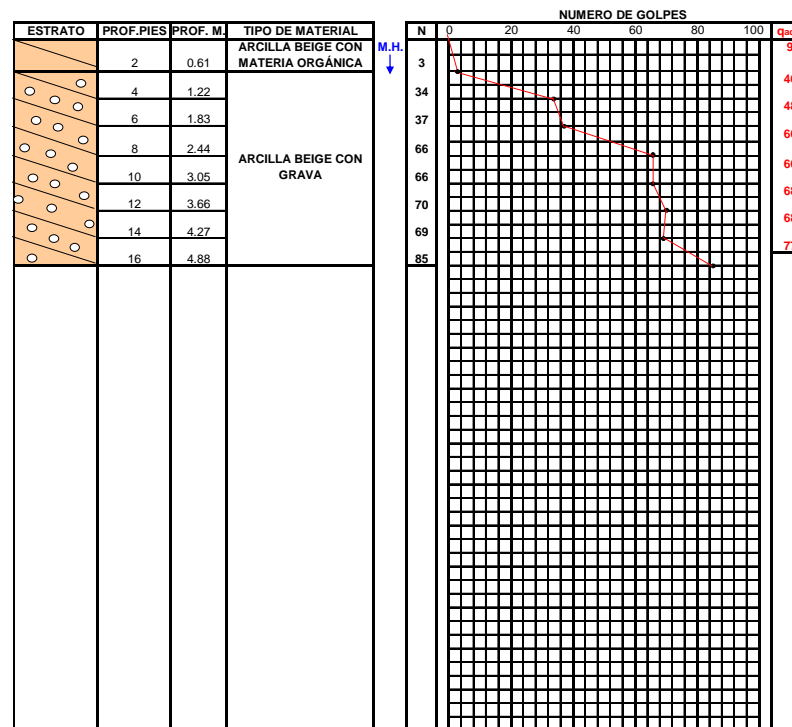 NUMERO DE GOLPES
ESTRATO PROF.PIES PROF. M. TIPO DE MATERIAL N 0 20 40 60 80 100
ARCILLA BEIGE CON M.H.
2 0.61 MATERIA ORGÁNICA 3
4 1.22 34
6 1.83 37
8 2.44 66
ARCILLA BEIGE CON
10 3.05 GRAVA 66
12 3.66 70
14 4.27 69
16 4.88 85